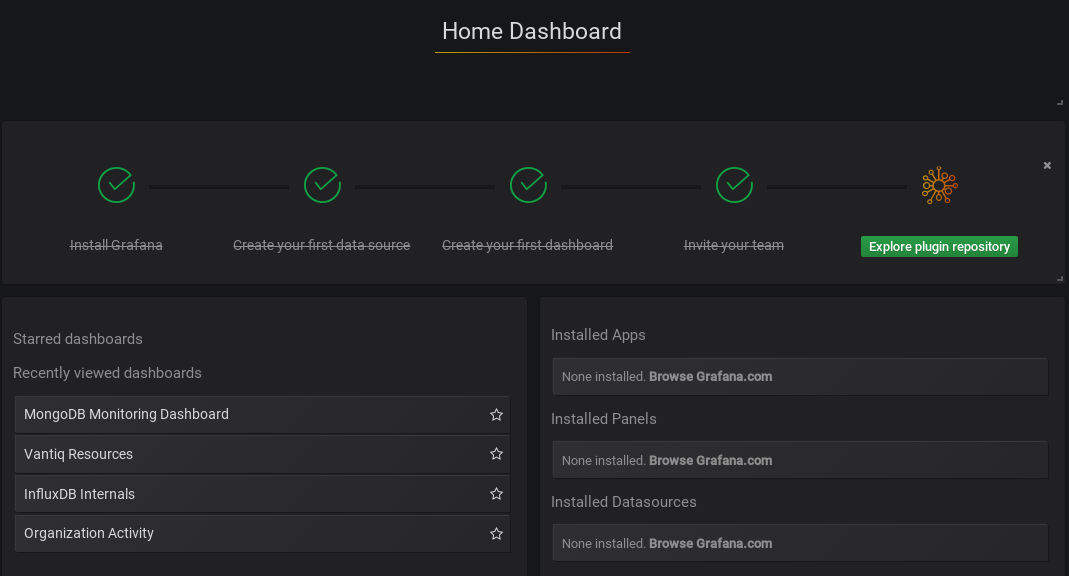 Home Dashboard
Install Grafana
Create your first data source
Create your first dashboard
Invite your team
Explore plugin repository
Starred dashboards
Recently viewed dashboards
MongoDB Monitoring Dashboard
Vantiq Resources
InfluxDB Internals
Organization Activity
Installed Apps
None installed. Browse Grafana.com
Installed Panels
None installed. Browse Grafana.com
Installed Datasources
None installed. Browse Grafana.com